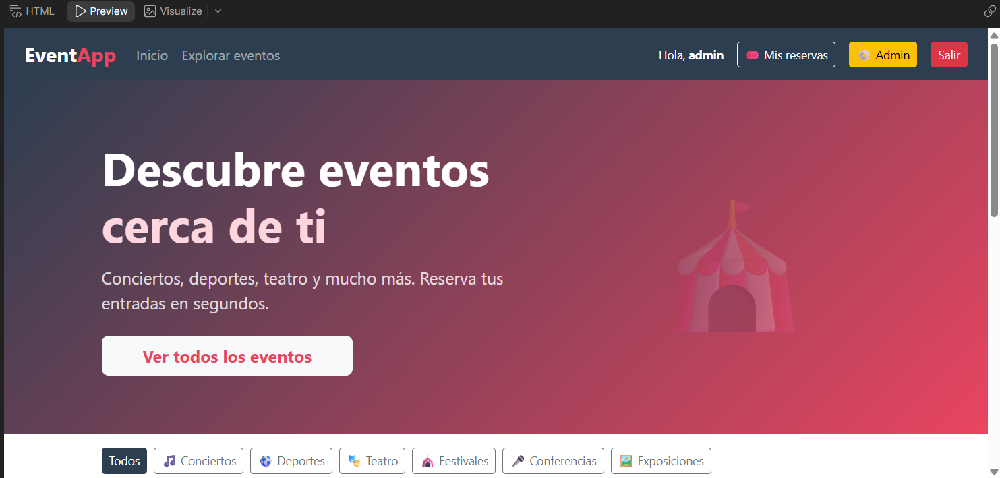 HTML Preview Visualize
EventApp Inicio Explorar eventos Hola, admin Mis reservas Admin Salir
Descubre eventos
cerca de ti
Conciertos, deportes, teatro y mucho más. Reserva tus
entradas en segundos.
Ver todos los eventos
Todos Conciertos Deportes Teatro Festivales Conferencias Exposiciones